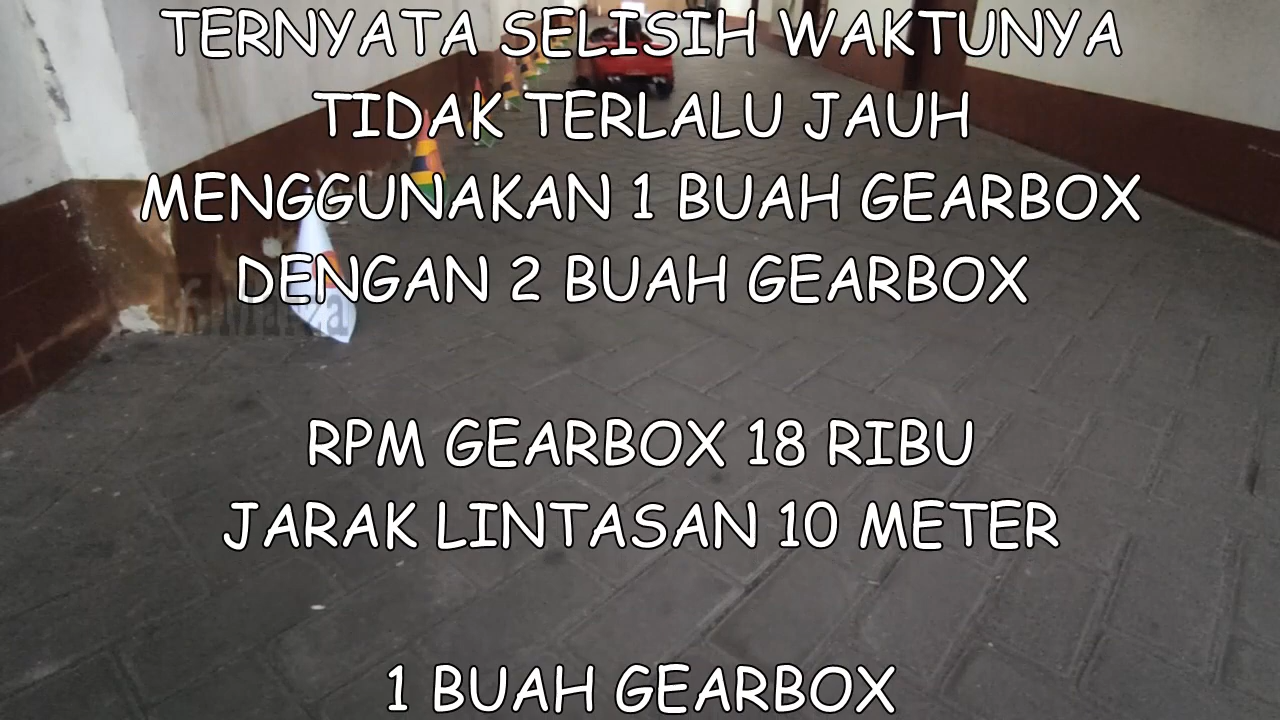 TERNYATA SELISIH WAKTUNYA
TIDAK TERLALU JAUH
MENGGUNAKAN 1 BUAH GEARBOX
DENGAN 2 BUAH GEARBOX
RPM GEARBOX 18 RIBU
JARAK LINTASAN 10 METER
1 BUAH GEARBOX